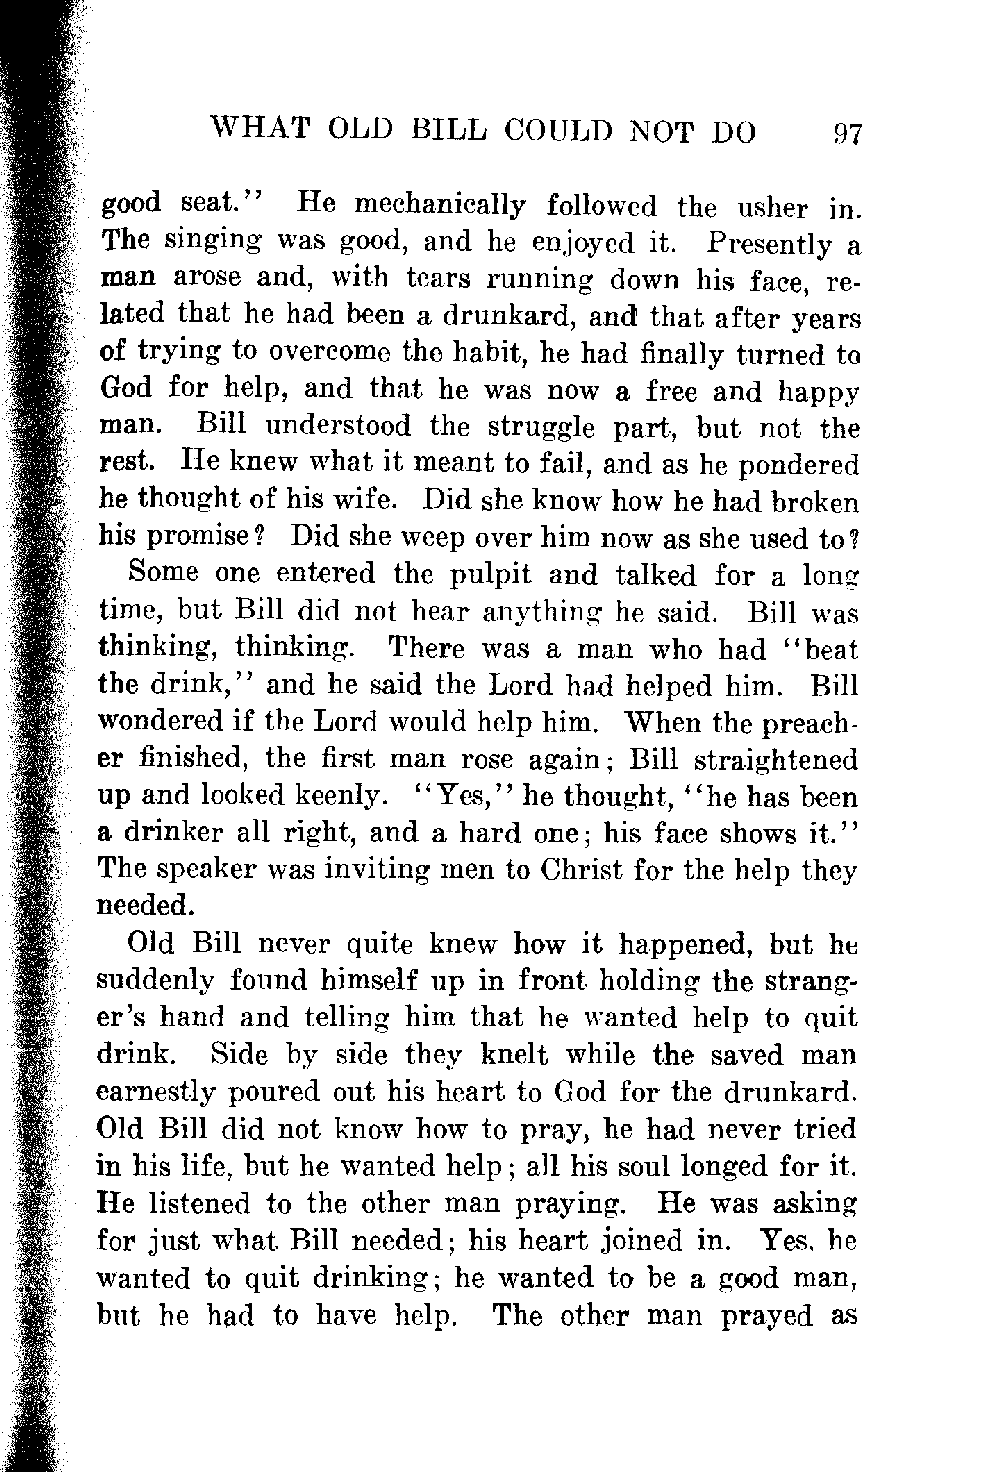 WHAT OLD BILL COULD NOT DO 97
good seat.'' He mechanically followed the usher in.
The singing was good, and he enjoyed it. Presently a
man arose and, with tears running down his face, re-
lated that he had been a drunkard, and that after years
of trying to overcome the habit, he had finally turned to
God for help, and that he was now a free and happy
man. Bill understood the struggle part, but not the
rest. He knew what it meant to fail, and as he pondered
he thought of his wife. Did she know how he had broken
his promise? Did she weep over him now as she used to?
Some one entered the pulpit and talked for a long
time, but Bill did not hear anything he said. Bill was
thinking, thinking. There was a man who had ''beat
the drink,'' and he said the Lord had helped him. Bill
wondered if the Lord would help him. When the preach-
er finished, the first man rose again; Bill straightened
up and looked keenly. ''Yes,'' he thought, ''he has been
a drinker all right, and a hard one; his face shows it.''
The speaker was inviting men to Christ for the help they
needed.
Old Bill never quite knew how it happened, but he
suddenly found himself up in front holding the strang-
er's hand and telling him that he wanted help to quit
drink. Side by side they knelt while the saved man
earnestly poured out his heart to God for the drunkard.
Old Bill did not know how to pray, he had never tried
in his life, but he wanted help; all his soul longed for it.
He listened to the other man praying. He was asking
for just what Bill needed; his heart joined in. Yes, he
wanted to quit drinking; he wanted to be a good man,
but he had to have help. The other man prayed as